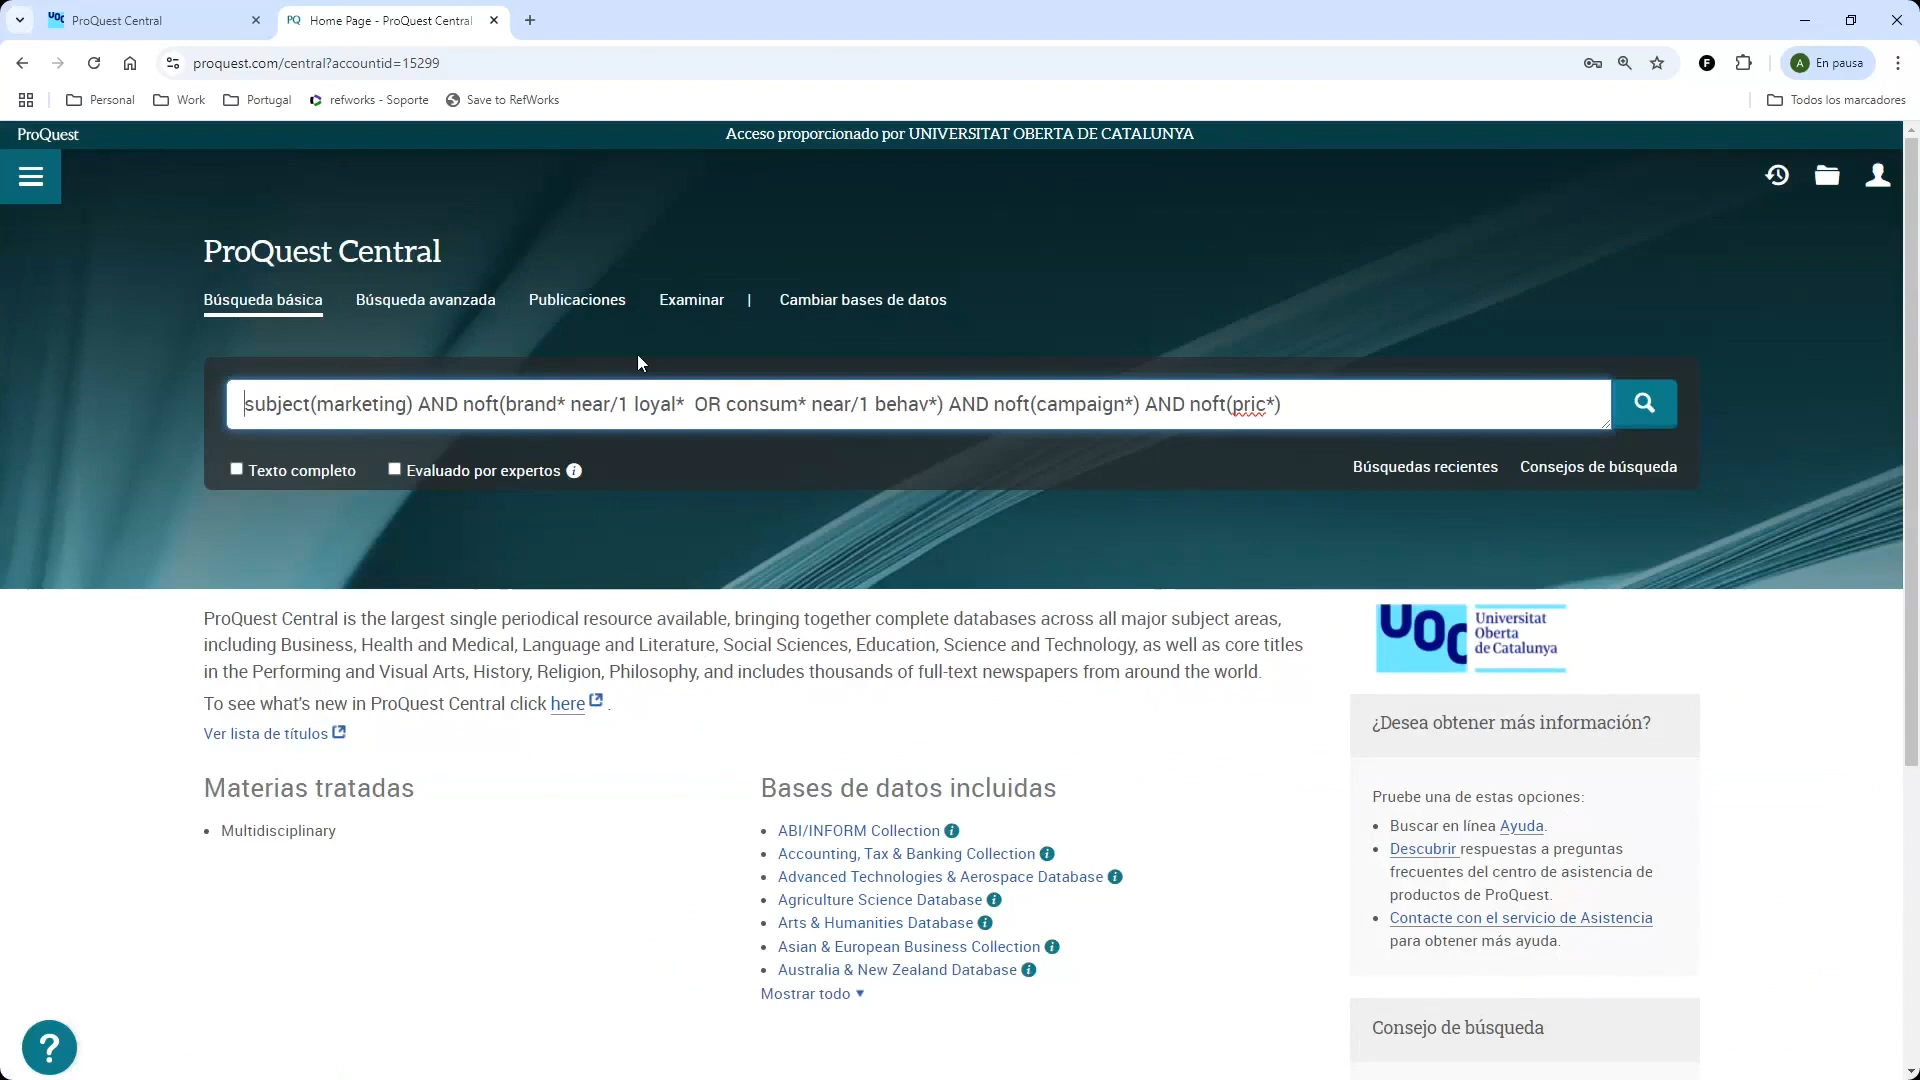 ProQuest Central
Home Page - ProQuest Central
proquest.com/central?accountid=15299
F
A En pausa
Personal
Work
Portugal
refworks - Soporte
Save to RefWorks
Todos los marcadores
ProQuest
Acceso proporcionado por UNIVERSITAT OBERTA DE CATALUNYA
ProQuest Central
Búsqueda básica
Búsqueda avanzada
Publicaciones
Examinar
|
Cambiar bases de datos
subject(marketing) AND noft(brand* near/1 loyal*  OR consum* near/1 behav*) AND noft(campaign*) AND noft(pric*)
Texto completo
Evaluado por expertos
Búsquedas recientes
Consejos de búsqueda
ProQuest Central is the largest single periodical resource available, bringing together complete databases across all major subject areas,
including Business, Health and Medical, Language and Literature, Social Sciences, Education, Science and Technology, as well as core titles
in the Performing and Visual Arts, History, Religion, Philosophy, and includes thousands of full-text newspapers from around the world.
To see what's new in ProQuest Central click here .
Ver lista de títulos
Materias tratadas
Multidisciplinary
Bases de datos incluidas
ABI/INFORM Collection
Accounting, Tax & Banking Collection
Advanced Technologies & Aerospace Database
Agriculture Science Database
Arts & Humanities Database
Asian & European Business Collection
Australia & New Zealand Database
Mostrar todo
UOC
Universitat
Oberta
de Catalunya
¿Desea obtener más información?
Pruebe una de estas opciones:
Buscar en línea Ayuda.
Descubrir respuestas a preguntas
frecuentes del centro de asistencia de
productos de ProQuest.
Contacte con el servicio de Asistencia
para obtener más ayuda.
Consejo de búsqueda
?